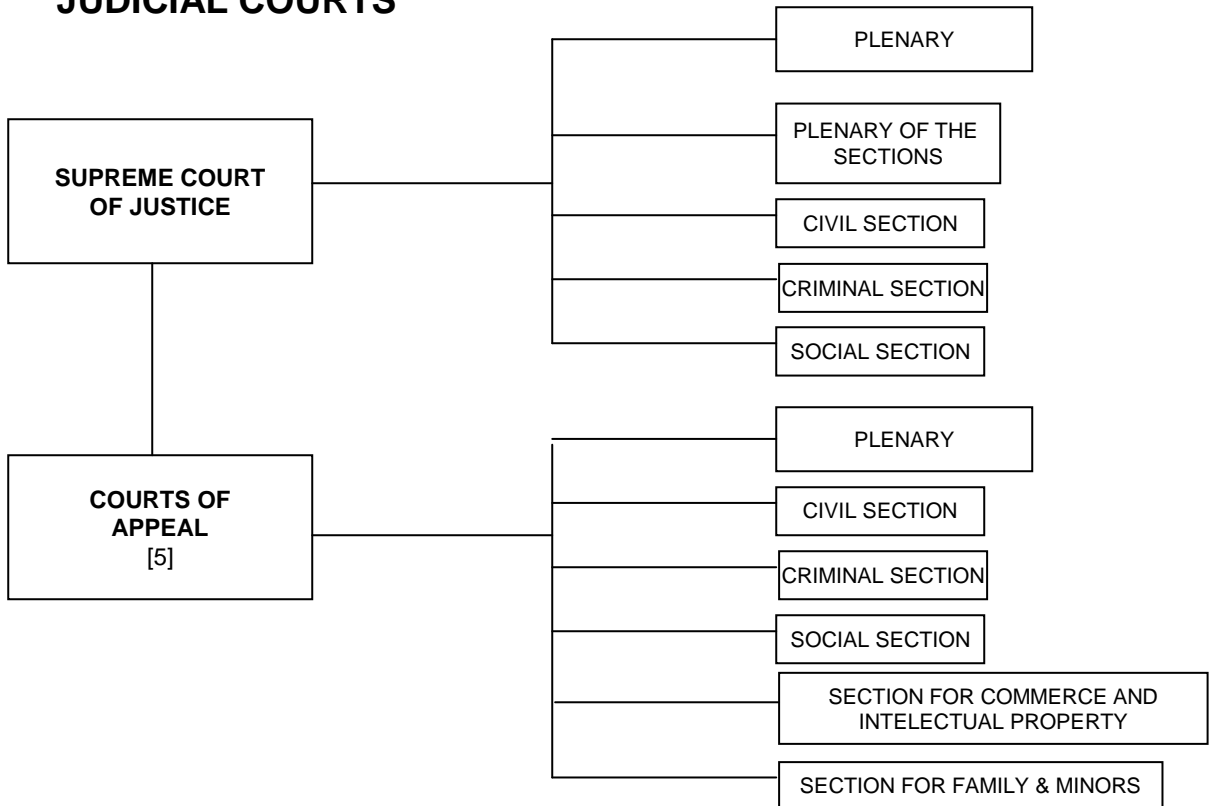 JUDICIAL COURTS
PLENARY
PLENARY OF THE
SECTIONS
SUPREME COURT
OF JUSTICE
CIVIL SECTION
CRIMINAL SECTION
SOCIAL SECTION
PLENARY
COURTS OF
APPEAL
[5]
CIVIL SECTION
CRIMINAL SECTION
SOCIAL SECTION
SECTION FOR COMMERCE AND
INTELECTUAL PROPERTY
SECTION FOR FAMILY & MINORS